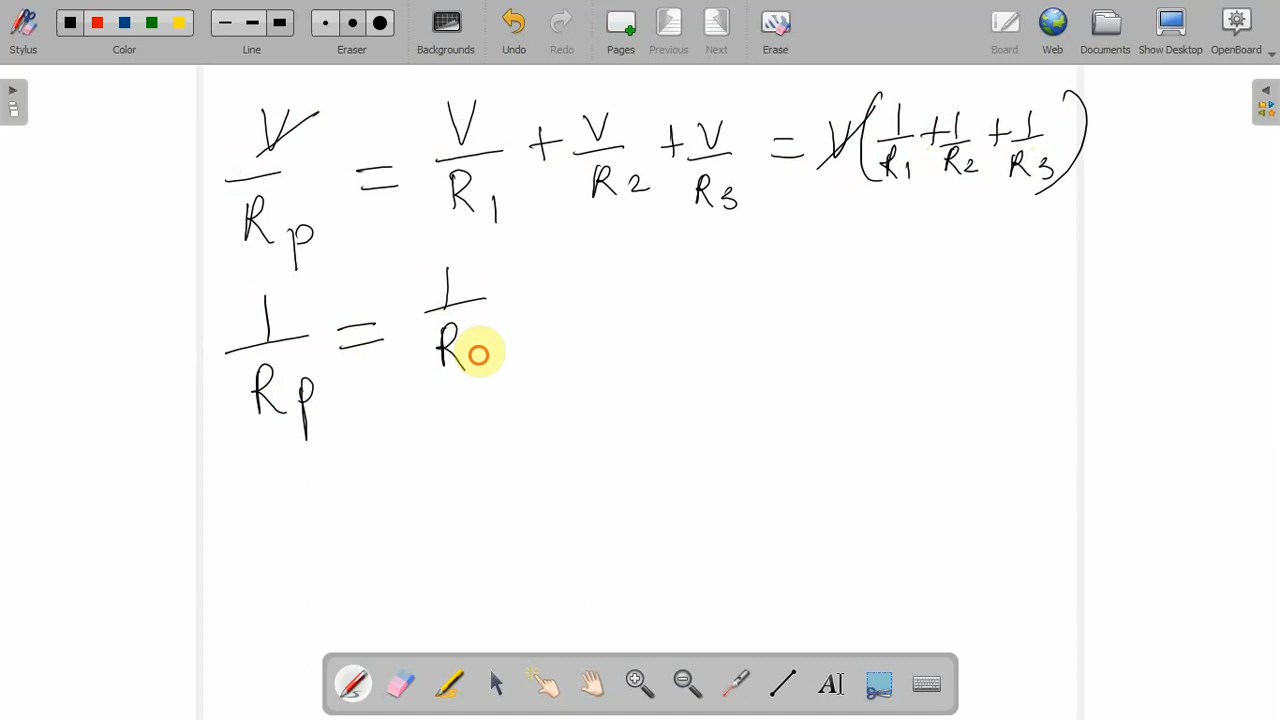 Stylus Color Line Eraser Backgrounds Undo Redo Pages Previous Next Erase Board Web Documents Show Desktop OpenBoard
V/Rp = V/R1 + V/R2 + V/R3 = V(1/R1 + 1/R2 + 1/R3)
1/Rp = 1/R